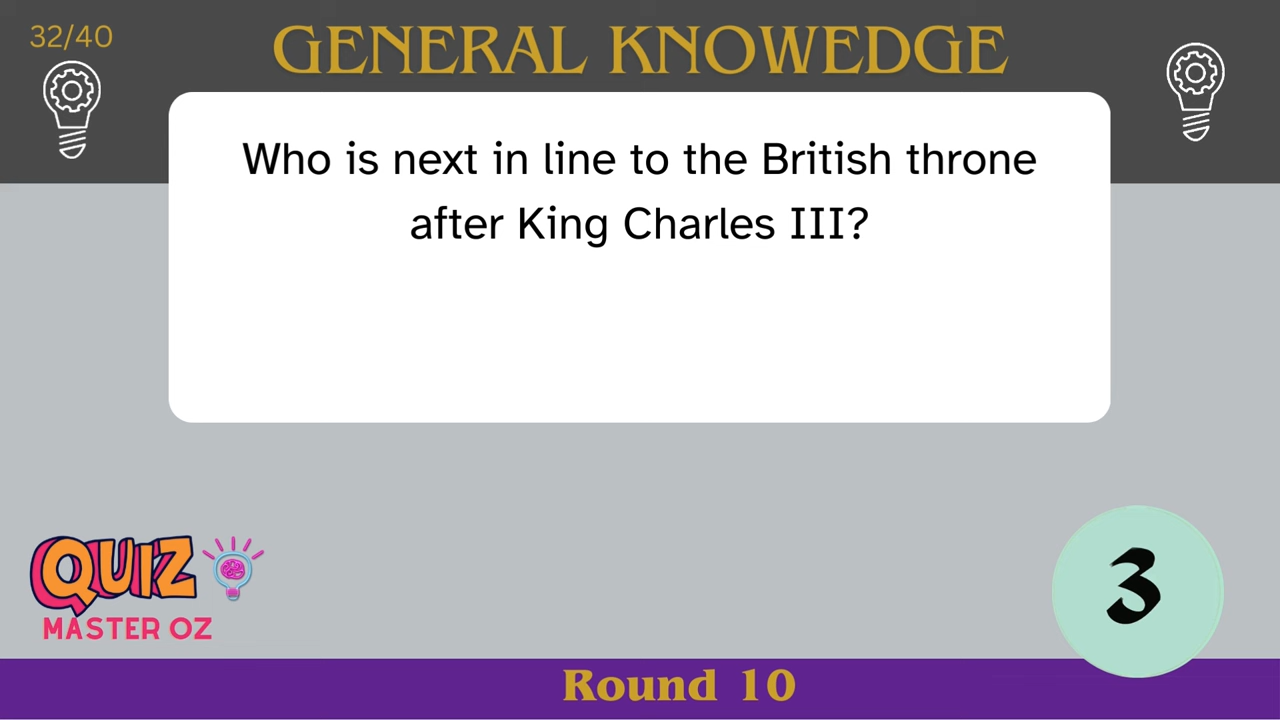 32/40
GENERAL KNOWEDGE
Who is next in line to the British throne
after King Charles III?
QUIZ
MASTER OZ
3
Round 10